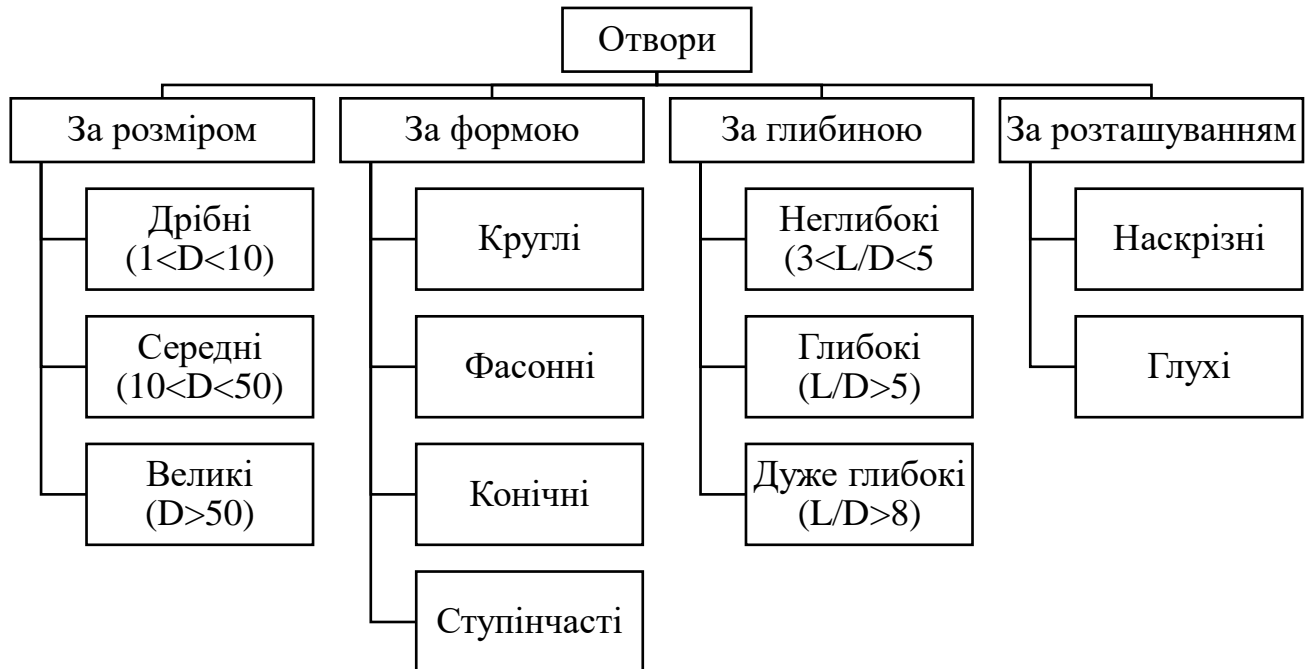 Отвори
За розміром
Дрібні
(1<D<10)
Середні
(10<D<50)
Великі
(D>50)
За формою
Круглі
Фасонні
Конічні
Ступінчасті
За глибиною
Неглибокі
(3<L/D<5
Глибокі
(L/D>5)
Дуже глибокі
(L/D>8)
За розташуванням
Наскрізні
Глухі